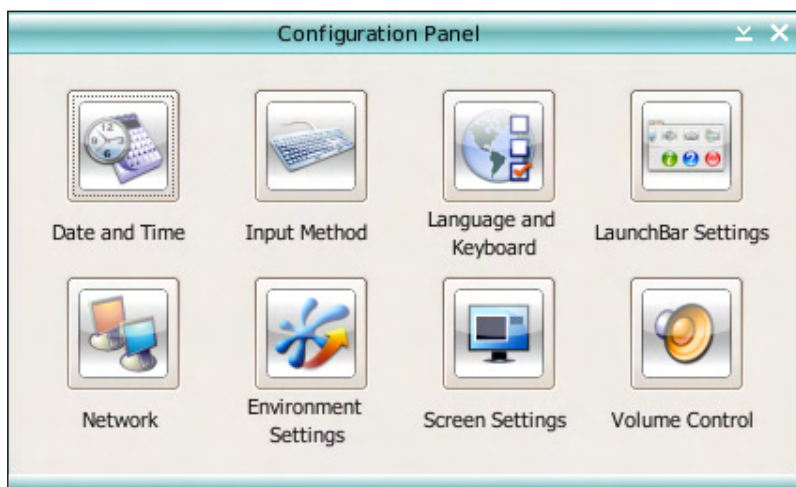 Configuration Panel
Date and Time
Input Method
Language and
Keyboard
LaunchBar Settings
Network
Environment
Settings
Screen Settings
Volume Control